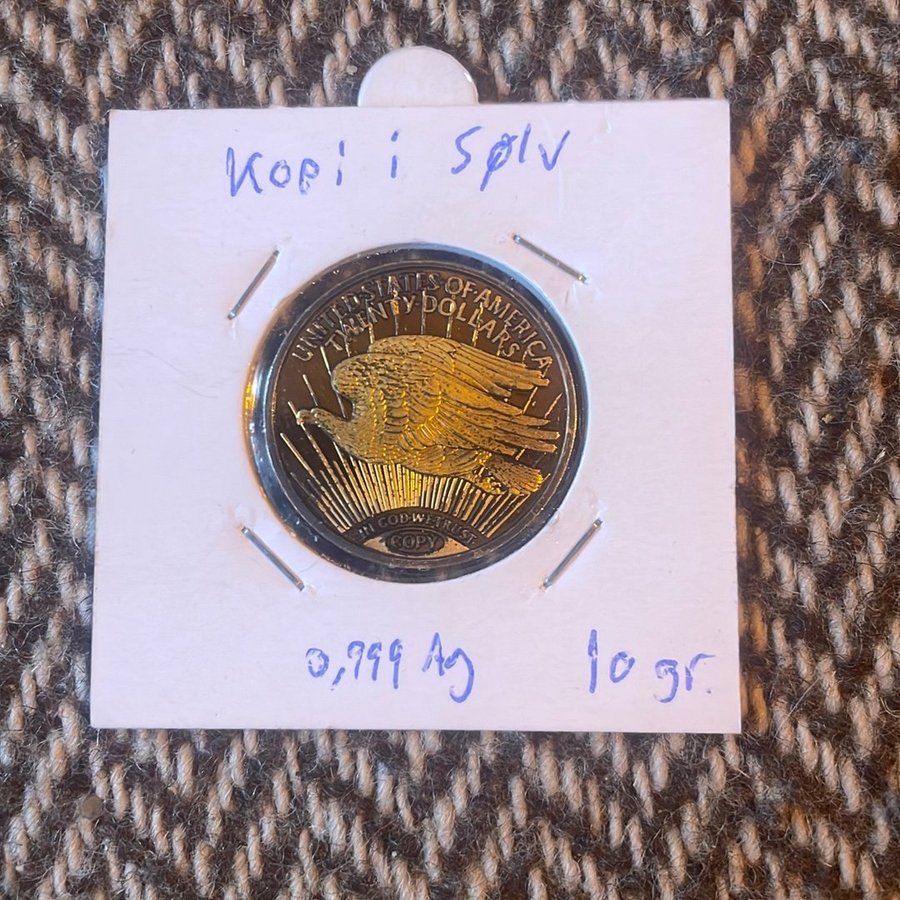 Kopi i Sølv
UNITED STATES OF AMERICA
TWENTY DOLLARS
IN GOD WE TRUST
COPY
0,999 Ag 10 gr.